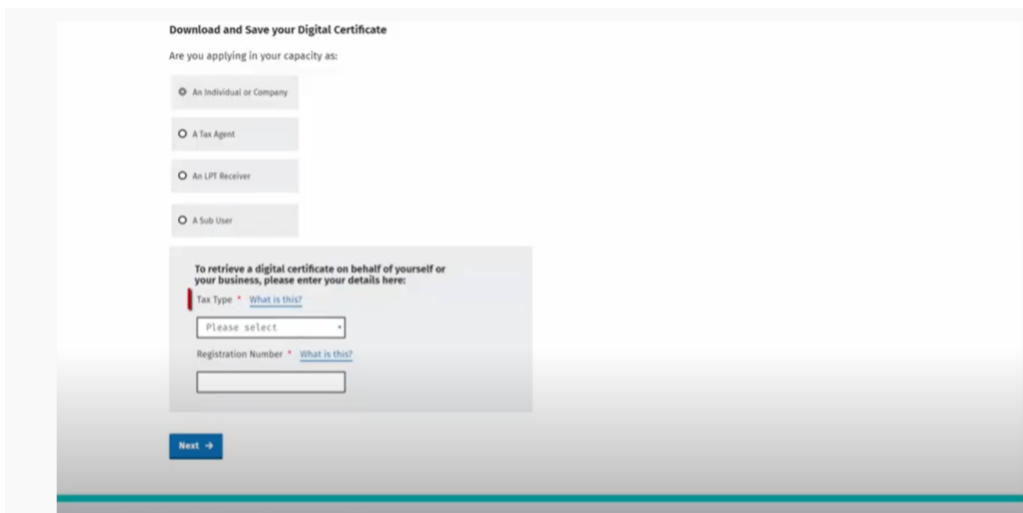 Download and Save your Digital Certificate
Are you applying in your capacity as:
An Individual or Company
A Tax Agent
An LPT Receiver
A Sub User
To retrieve a digital certificate on behalf of yourself or
your business, please enter your details here:
Tax Type * What is this?
Please select
Registration Number * What is this?
Next →